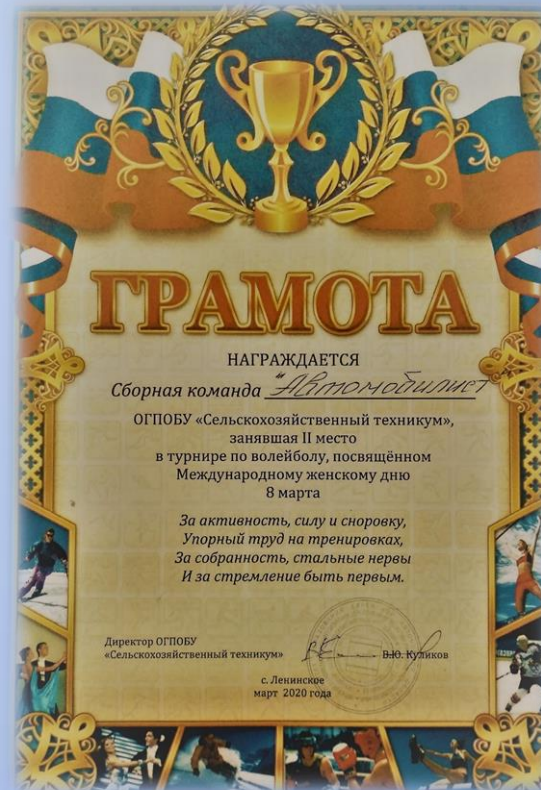 ГРАМОТА
НАГРАЖДАЕТСЯ
Сборная команда "Автомобилист
ОГПОБУ «Сельскохозяйственный техникум»,
занявшая II место
в турнире по волейболу, посвящённом
Международному женскому дню
8 марта
За активность, силу и сноровку,
Упорный труд на тренировках,
За собранность, стальные нервы
И за стремление быть первым.
Директор ОГПОБУ
«Сельскохозяйственный техникум»
В.Ю. Куликов
с. Ленинское
март 2020 года